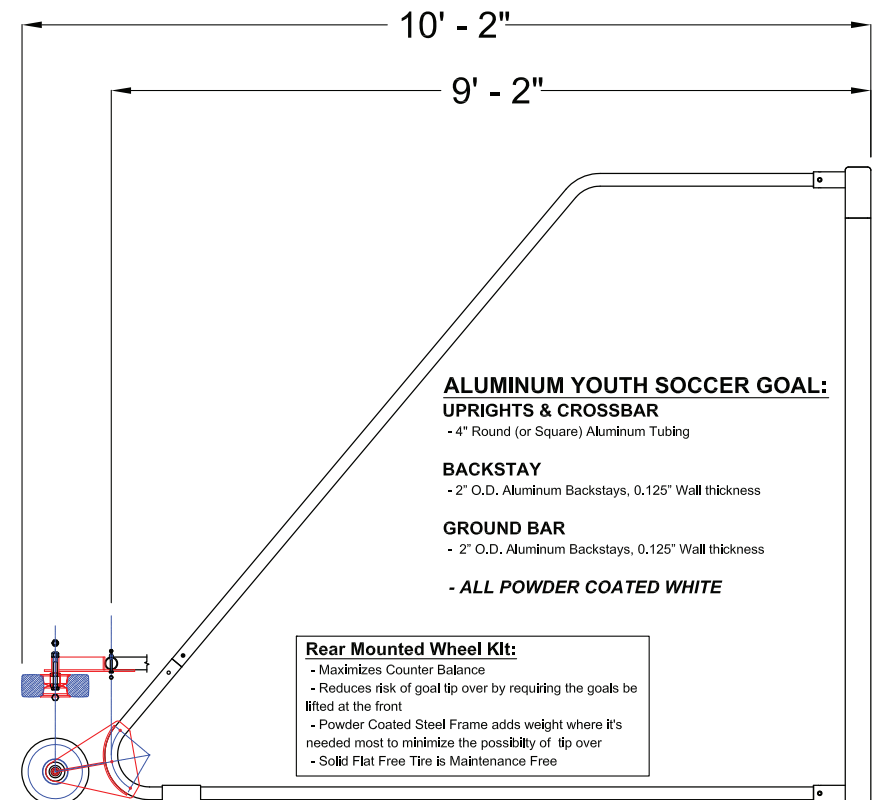 10' - 2"
9' - 2"
ALUMINUM YOUTH SOCCER GOAL:
UPRIGHTS & CROSSBAR
- 4" Round (or Square) Aluminum Tubing
BACKSTAY
- 2” O.D. Aluminum Backstays, 0.125” Wall thickness
GROUND BAR
- 2” O.D. Aluminum Backstays, 0.125” Wall thickness
- ALL POWDER COATED WHITE
Rear Mounted Wheel KIt:
- Maximizes Counter Balance
- Reduces risk of goal tip over by requiring the goals be
lifted at the front
- Powder Coated Steel Frame adds weight where it's
needed most to minimize the possibilty of tip over
- Solid Flat Free Tire is Maintenance Free